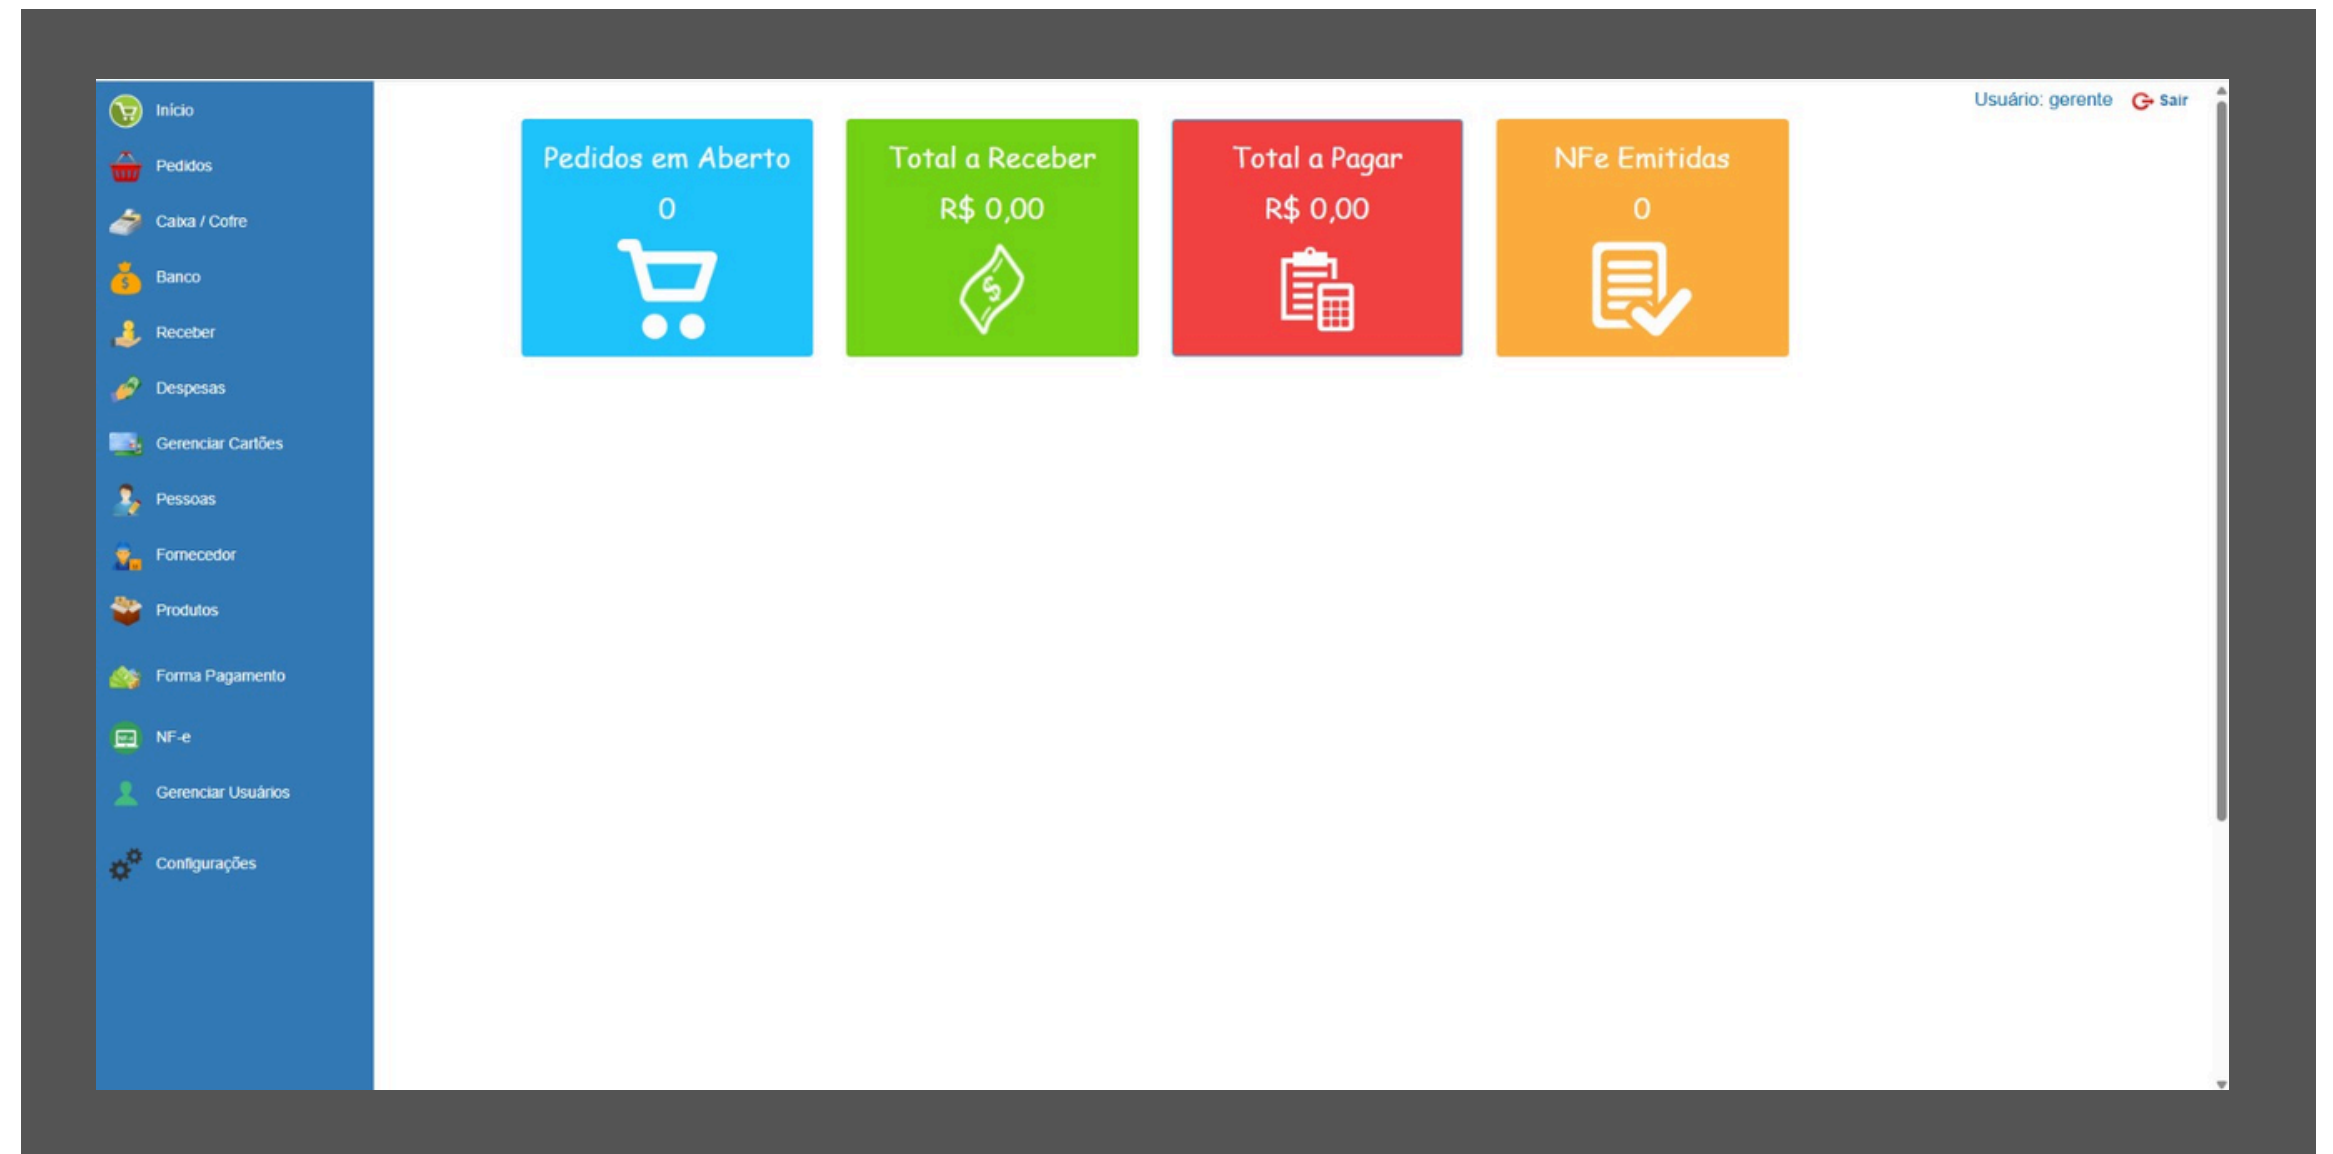 Início
Pedidos
Caixa / Cofre
Banco
Receber
Despesas
Gerenciar Cartões
Pessoas
Fornecedor
Produtos
Forma Pagamento
NF-e
Gerenciar Usuários
Configurações
Usuário: gerente Sair
Pedidos em Aberto
0
Total a Receber
R$ 0,00
Total a Pagar
R$ 0,00
NFe Emitidas
0